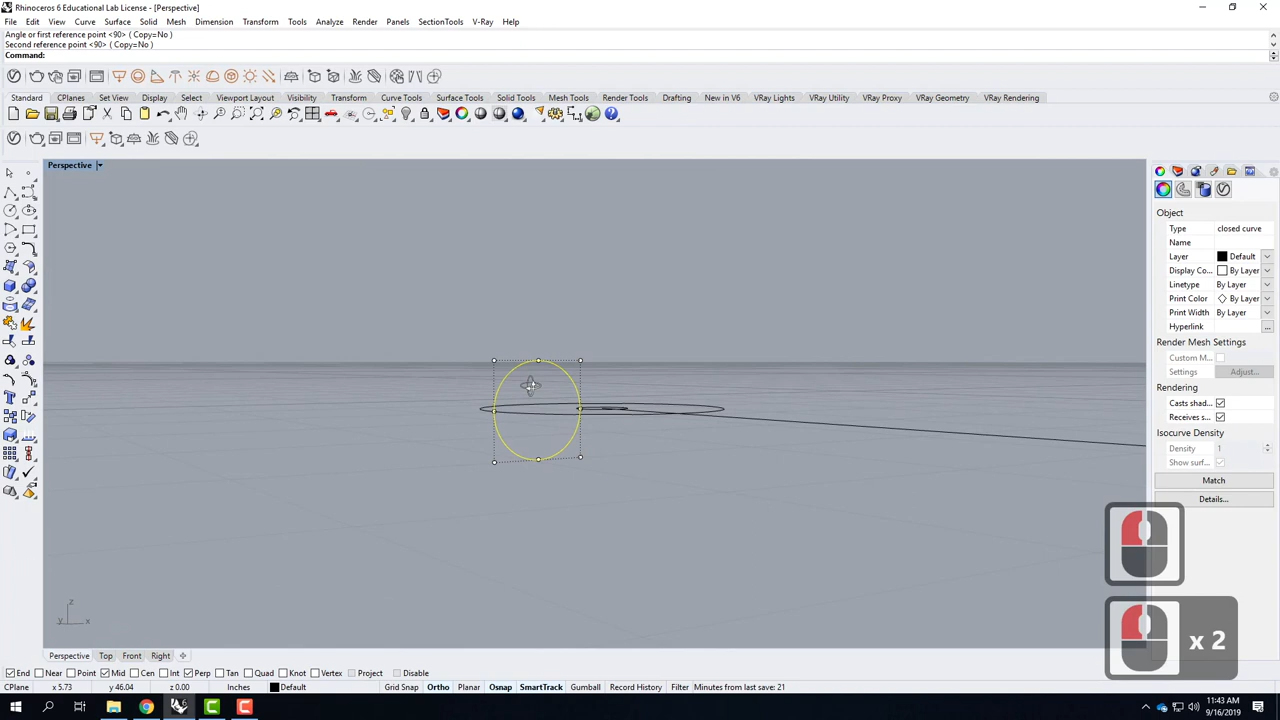 Rhinoceros 6 Educational Lab License - [Perspective]
File Edit View Curve Surface Solid Mesh Dimension Transform Tools Analyze Render Panels SectionTools V-Ray Help
Angle or first reference point <90> ( Copy=No )
Second reference point <90> ( Copy=No )
Command:
Standard CPlanes Set View Display Select Viewport Layout Visibility Transform Curve Tools Surface Tools Solid Tools Mesh Tools Render Tools Drafting New in V6 VRay Lights VRay Utility VRay Proxy VRay Geometry VRay Rendering
Perspective
Object
Type closed curve
Name
Layer Default
Display Co... By Layer
Linetype By Layer
Print Color By Layer
Print Width By Layer
Hyperlink ...
Render Mesh Settings
Custom M...
Settings Adjust...
Rendering
Casts shad...
Receives s...
Isocurve Density
Density 1
Show surf...
Match
Details...
x 2
z
y x
Perspective Top Front Right
End Near Point Mid Cen Int Perp Tan Quad Knot Vertex Project Disable
CPlane x 5.73 y 46.04 z 0.00 Inches Default Grid Snap Ortho Planar Osnap SmartTrack Gumball Record History Filter Minutes from last save: 21
11:43 AM
9/16/2019